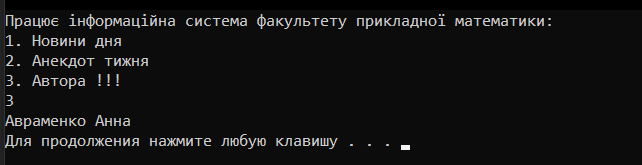 Працює інформаційна система факультету прикладної математики:
1. Новини дня
2. Анекдот тижня
3. Автора !!!
3
Авраменко Анна
Для продолжения нажмите любую клавишу . . .